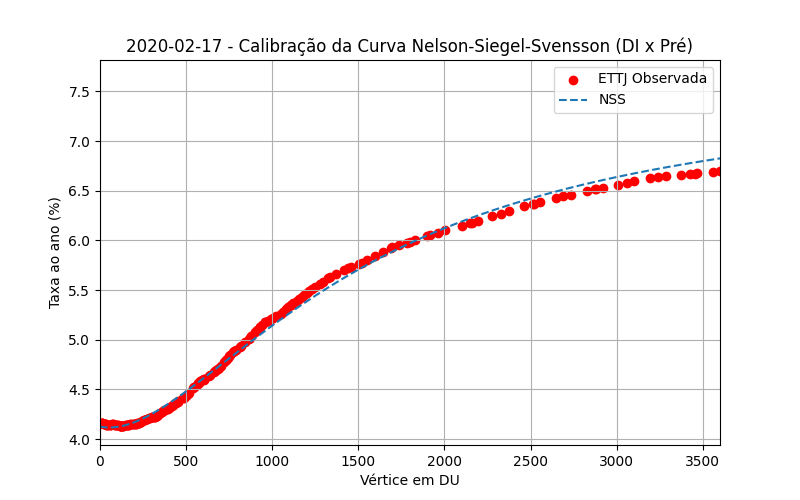 2020-02-17 - Calibração da Curva Nelson-Siegel-Svensson (DI x Pré)
ETTJ Observada
NSS
Taxa ao ano (%)
7.5
7.0
6.5
6.0
5.5
5.0
4.5
4.0
0 500 1000 1500 2000 2500 3000 3500
Vértice em DU